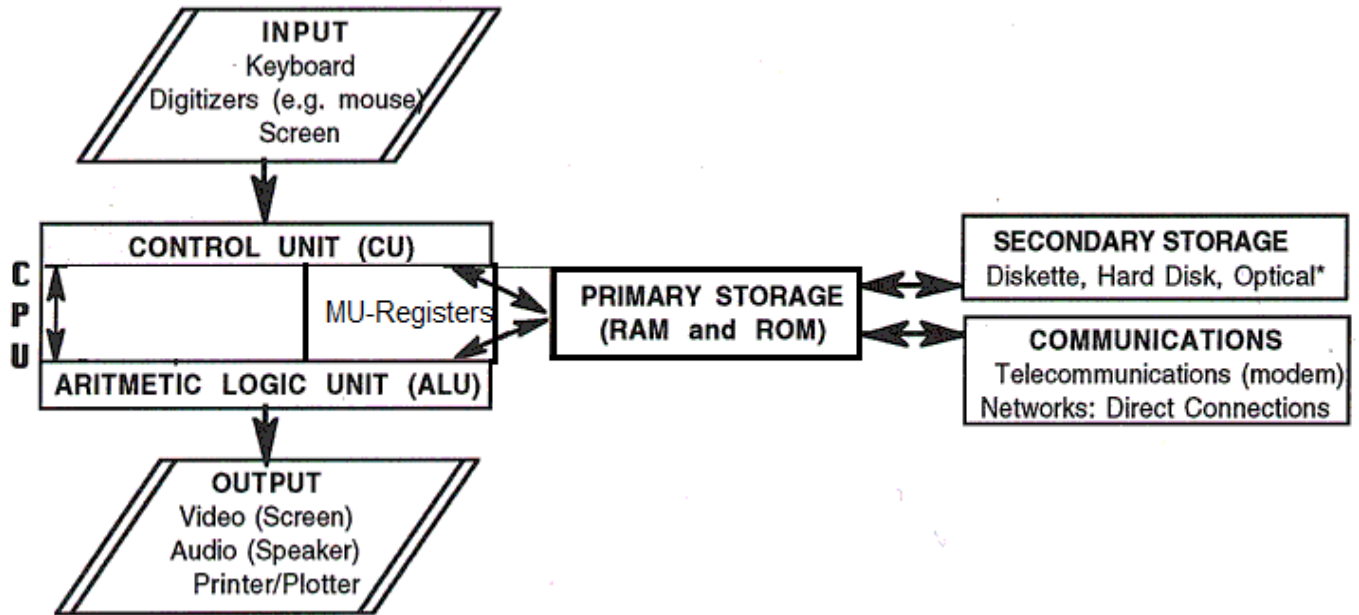 INPUT
Keyboard
Digitizers (e.g. mouse)
Screen
CONTROL UNIT (CU)
CPU
MU-Registers
ARITMETIC LOGIC UNIT (ALU)
PRIMARY STORAGE
(RAM and ROM)
SECONDARY STORAGE
Diskette, Hard Disk, Optical*
COMMUNICATIONS
Telecommunications (modem)
Networks: Direct Connections
OUTPUT
Video (Screen)
Audio (Speaker)
Printer/Plotter